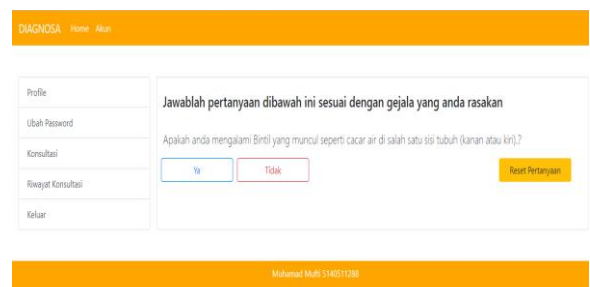 DIAGNOSA Home Akun
Profile
Ubah Password
Konsultasi
Riwayat Konsultasi
Keluar
Jawablah pertanyaan dibawah ini sesuai dengan gejala yang anda rasakan
Apakah anda mengalami Bintil yang muncul seperti cacar air di salah satu sisi tubuh (kanan atau kiri).?
Ya Tidak Reset Pertanyaan
Muhamad Mufti 5140511288